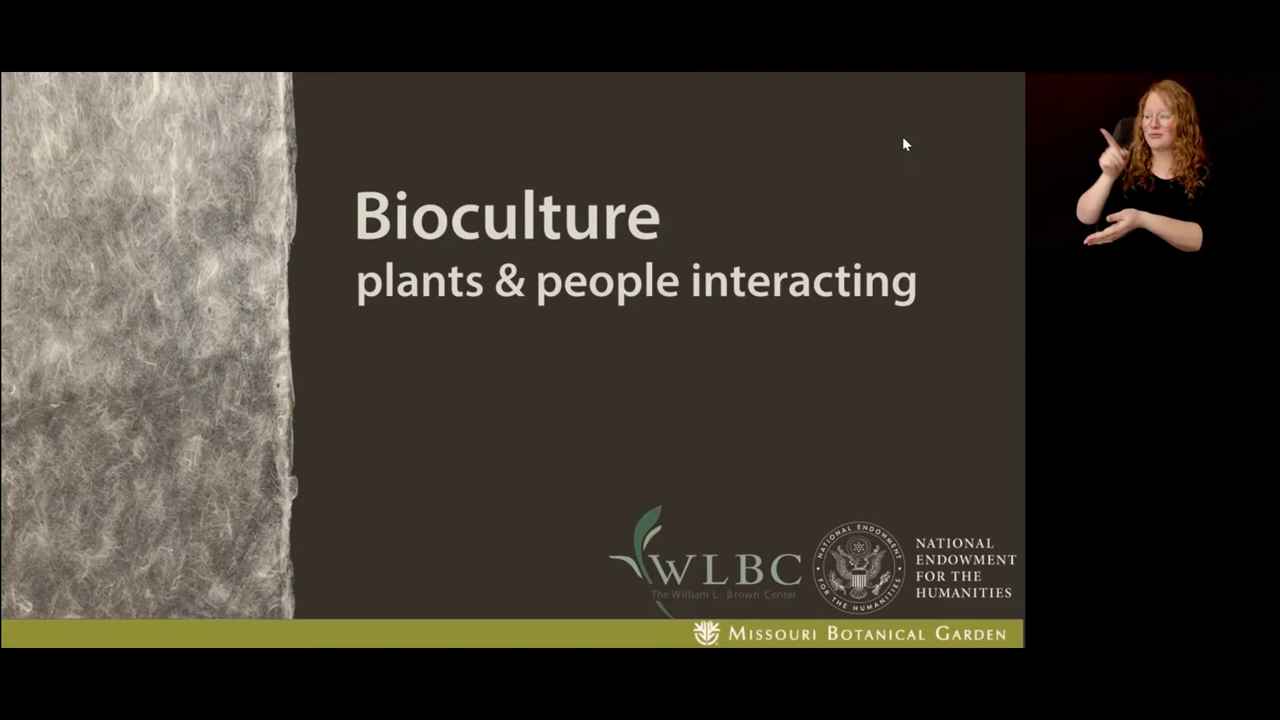 Bioculture
plants & people interacting
WLBC
The William L. Brown Center
NATIONAL ENDOWMENT
FOR THE HUMANITIES
NATIONAL
ENDOWMENT
FOR THE
HUMANITIES
MISSOURI BOTANICAL GARDEN